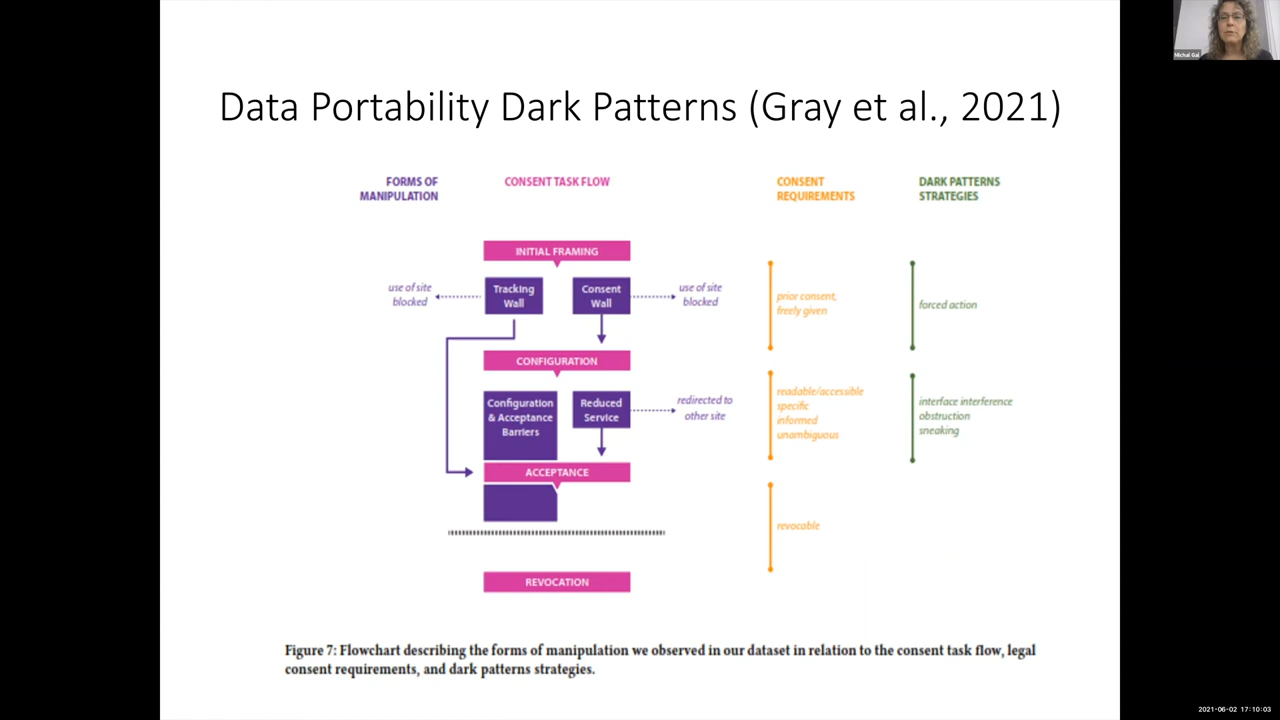 Michal Gal
Data Portability Dark Patterns (Gray et al., 2021)
FORMS OF
MANIPULATION
CONSENT TASK FLOW
CONSENT
REQUIREMENTS
DARK PATTERNS
STRATEGIES
INITIAL FRAMING
use of site
blocked
Tracking
Wall
Consent
Wall
use of site
blocked
prior consent,
freely given
forced action
CONFIGURATION
Configuration
& Acceptance
Barriers
Reduced
Service
redirected to
other site
readable/accessible
specific
informed
unambiguous
interface interference
obstruction
sneaking
ACCEPTANCE
revocable
REVOCATION
Figure 7: Flowchart describing the forms of manipulation we observed in our dataset in relation to the consent task flow, legal
consent requirements, and dark patterns strategies.
2021-06-02 17:10:03